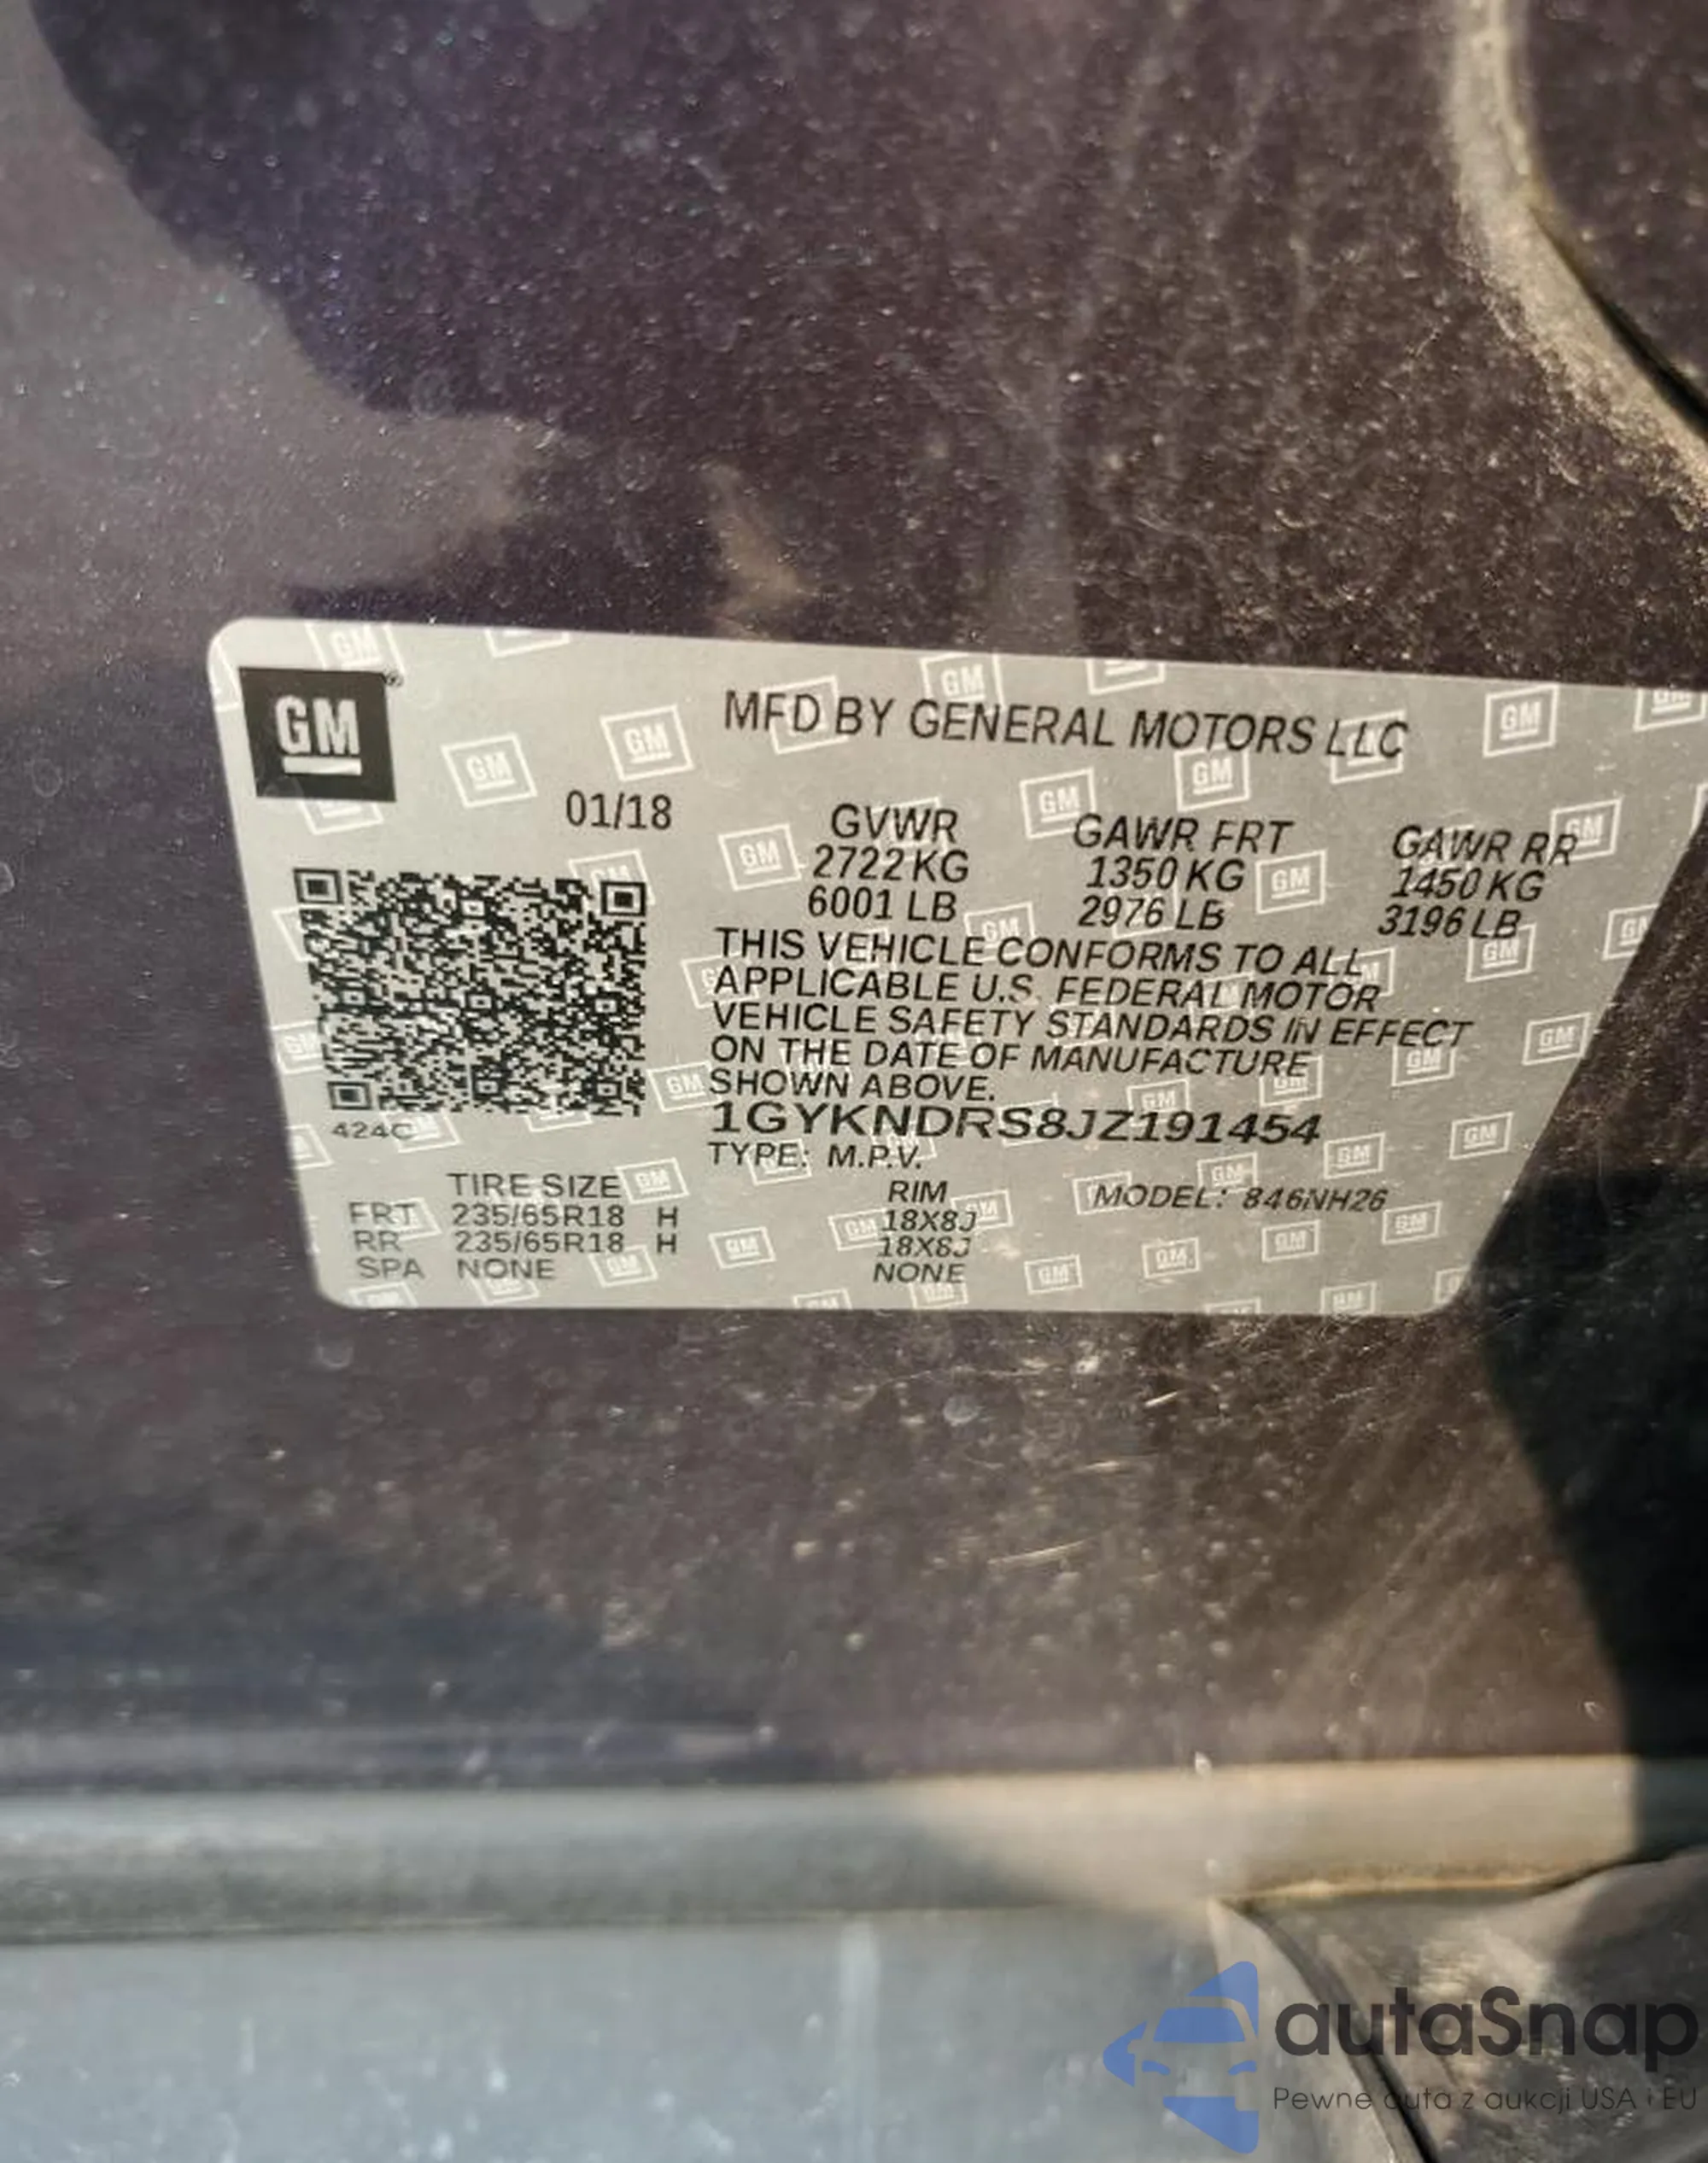 GM
MFD BY GENERAL MOTORS LLC
01/18
GVWR GAWR FRT GAWR RR
2722KG 1350 KG 1450 KG
6001 LB 2976 LB 3196 LB
THIS VEHICLE CONFORMS TO ALL
APPLICABLE U.S. FEDERAL MOTOR
VEHICLE SAFETY STANDARDS IN EFFECT
ON THE DATE OF MANUFACTURE
SHOWN ABOVE.
1GYKNDRS8JZ191454
424C
TYPE: M.P.V.
TIRE SIZE RIM MODEL: 846NH26
FRT 235/65R18 H 18X8J
RR 235/65R18 H 18X8J
SPA NONE NONE
autaSnap
Pewne auta z aukcji USA i EU